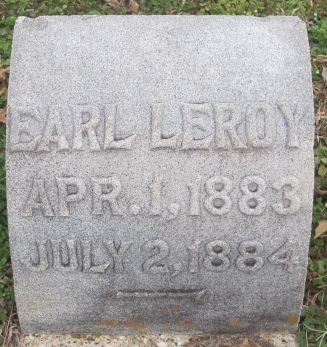 EARL LEROY
APR. 1, 1883
JULY 2, 1884